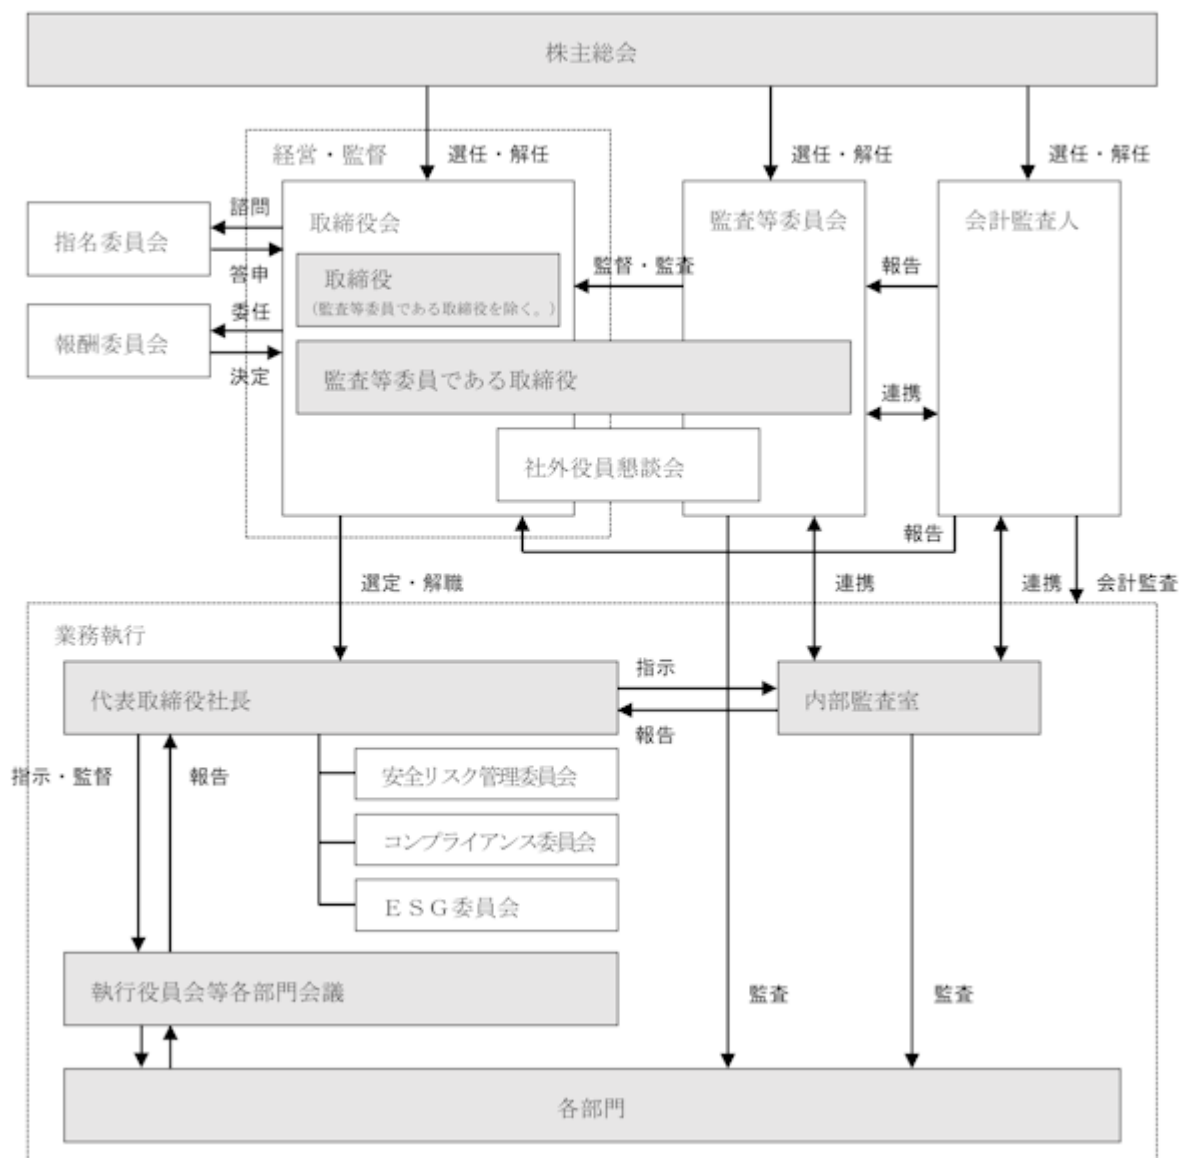 株主総会
経営・監督
選任・解任
選任・解任
選任・解任
諮問
指名委員会
答申
取締役会
監査等委員会
会計監査人
取締役
（監査等委員である取締役を除く。）
監督・監査
報告
委任
報酬委員会
決定
監査等委員である取締役
連携
社外役員懇談会
報告
選定・解職
連携
連携
会計監査
業務執行
代表取締役社長
指示
報告
内部監査室
指示・監督
報告
安全リスク管理委員会
コンプライアンス委員会
ＥＳＧ委員会
執行役員会等各部門会議
監査
監査
各部門